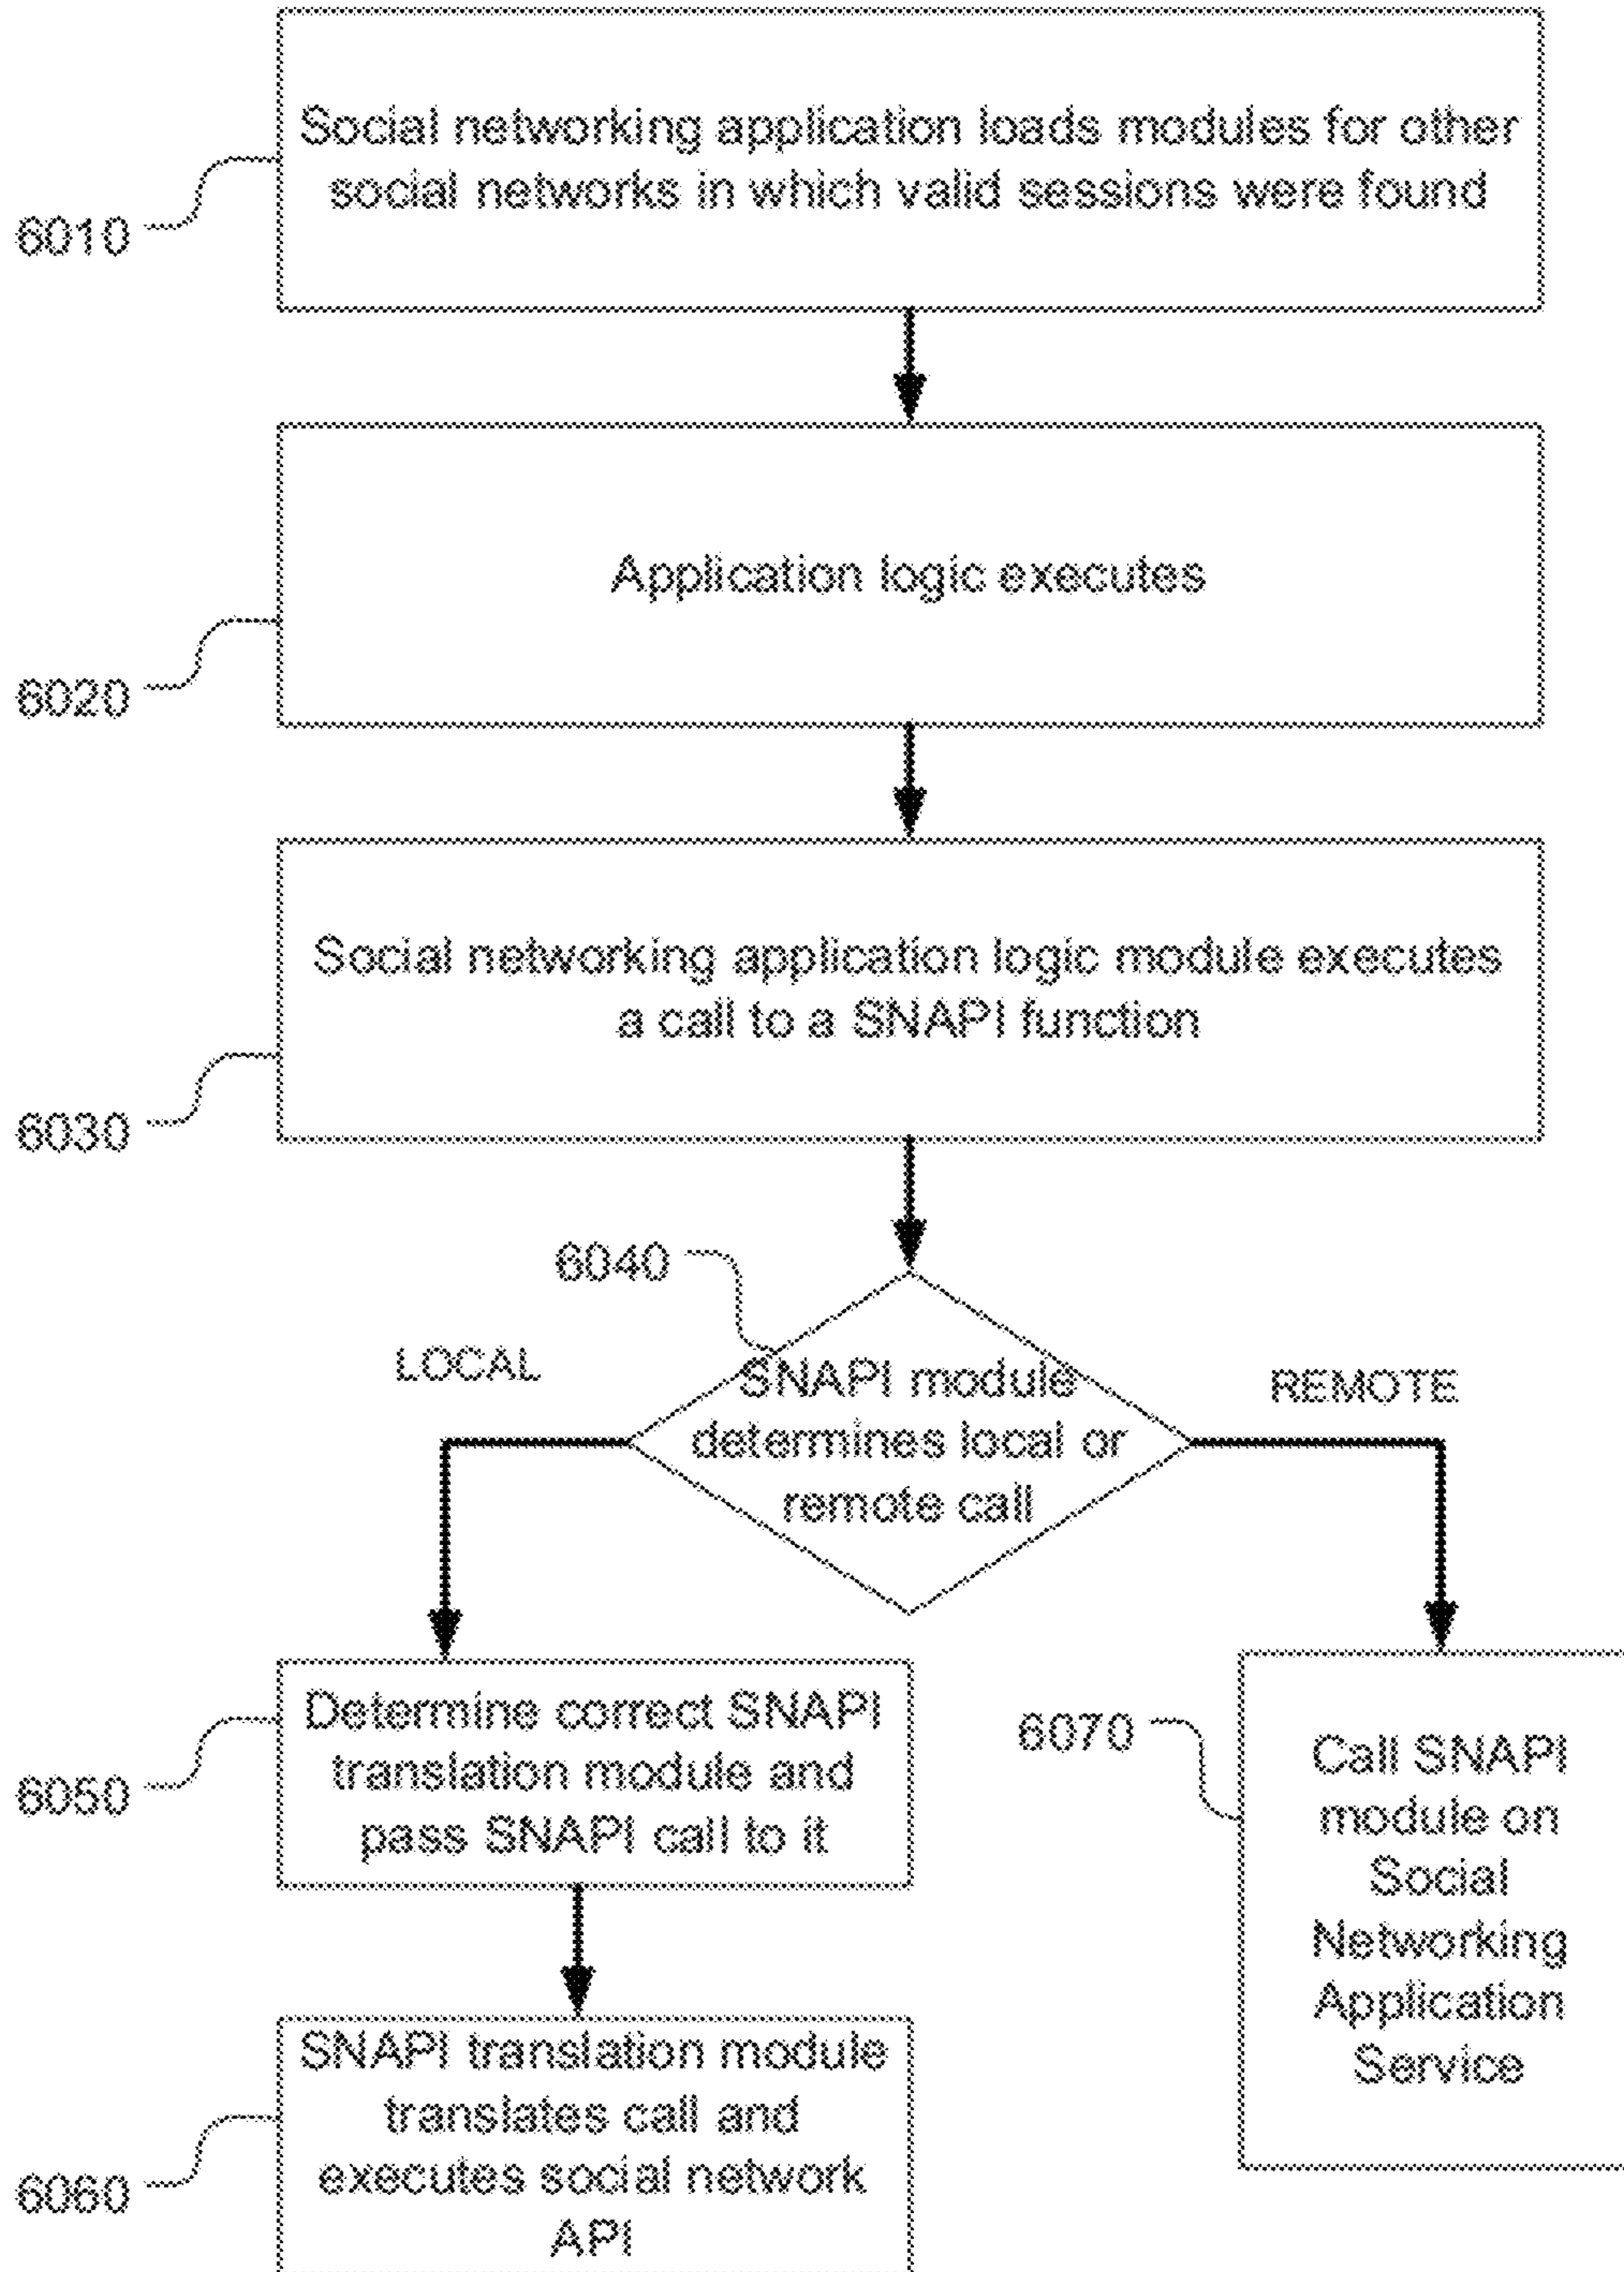 Social networking application loads modules for other
social networks in which valid sessions were found
6010
Application logic executes
6020
Social networking application logic module executes
a call to a SNAPI function
6030
6040
LOCAL
SNAPI module
determines local or
remote call
REMOTE
Determine correct SNAPI
translation module and
pass SNAPI call to it
6050
6070
Call SNAPI
module on
Social
Networking
Application
Service
SNAPI translation module
translates call and
executes social network
API
6060